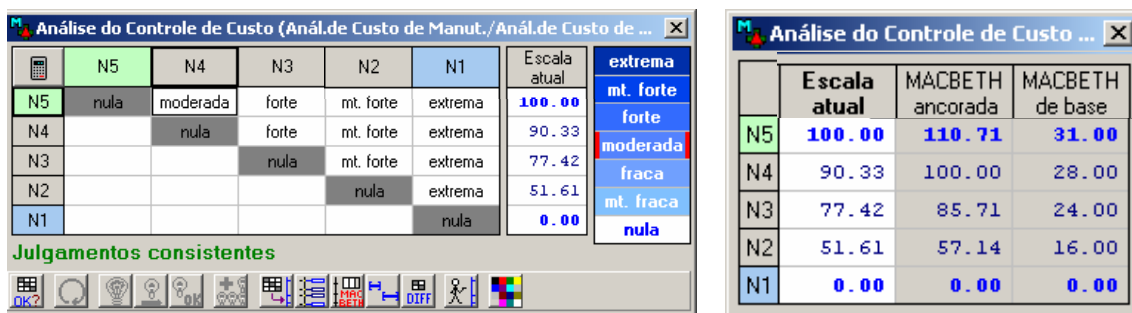 Análise do Controle de Custo (Anál.de Custo de Manut./Anál.de Custo de ...
N5 N4 N3 N2 N1 Escala atual
N5 nula moderada forte mt. forte extrema 100.00
N4 nula forte mt. forte extrema 90.33
N3 nula mt. forte extrema 77.42
N2 nula extrema 51.61
N1 nula 0.00
extrema
mt. forte
forte
moderada
fraca
mt. fraca
nula
Julgamentos consistentes
OK? OK MAC BETH DIFF
Análise do Controle de Custo ...
Escala atual MACBETH ancorada MACBETH de base
N5 100.00 110.71 31.00
N4 90.33 100.00 28.00
N3 77.42 85.71 24.00
N2 51.61 57.14 16.00
N1 0.00 0.00 0.00